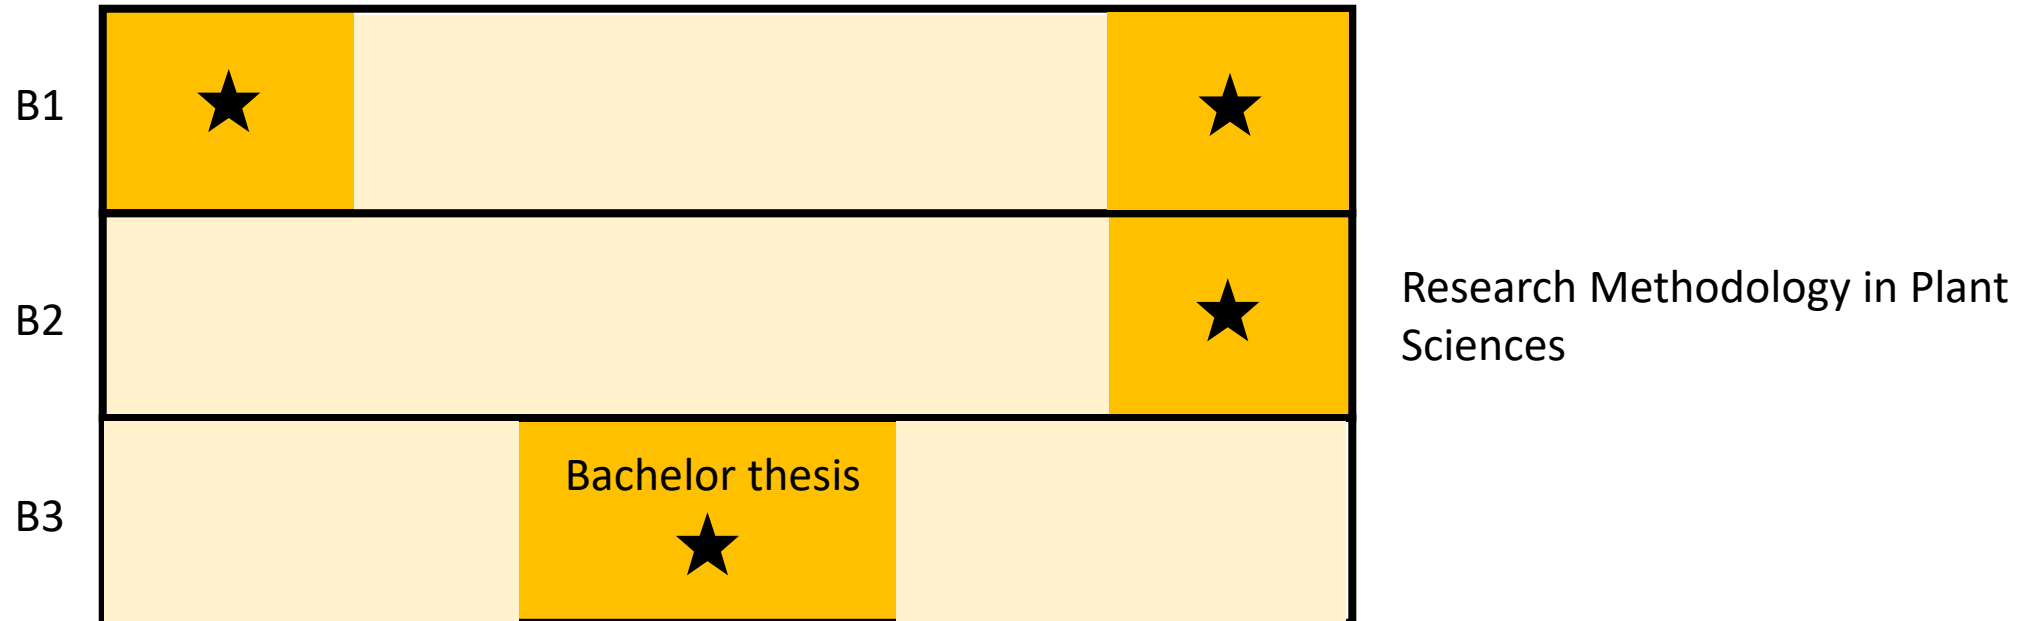 B1
B2
Research Methodology in Plant
Sciences
Bachelor thesis
B3